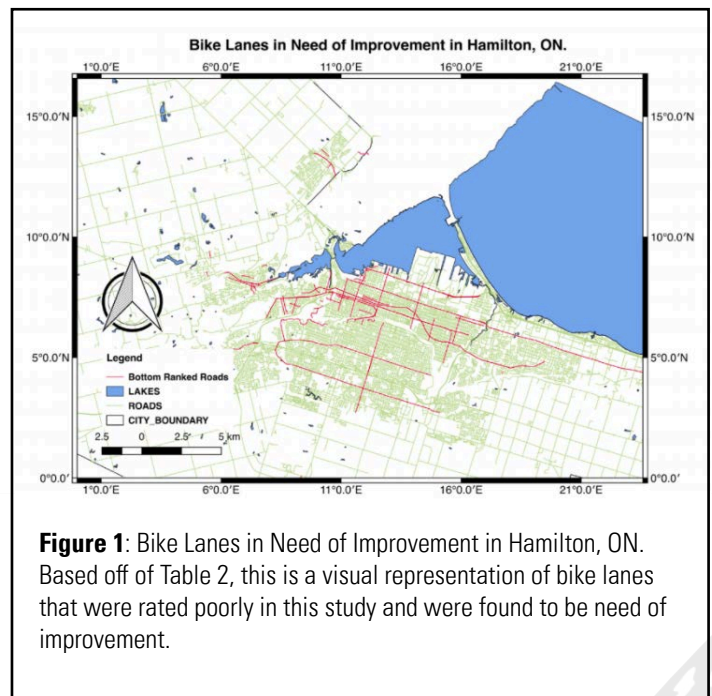 Bike Lanes in Need of Improvement in Hamilton, ON.
1°0.0'E 6°0.0'E 11°0.0'E 16°0.0'E 21°0.0'E
15°0.0'N 15°0.0'N
10°0.0'N 10°0.0'N
5°0.0'N 5°0.0'N
Legend
Bottom Ranked Roads
LAKES
ROADS
CITY_BOUNDARY
2.5 0 2.5 5 km
0°0.0' 0°0.0'
1°0.0'E 6°0.0'E 11°0.0'E 16°0.0'E 21°0.0'E
Figure 1: Bike Lanes in Need of Improvement in Hamilton, ON.
Based off of Table 2, this is a visual representation of bike lanes
that were rated poorly in this study and were found to be need of
improvement.